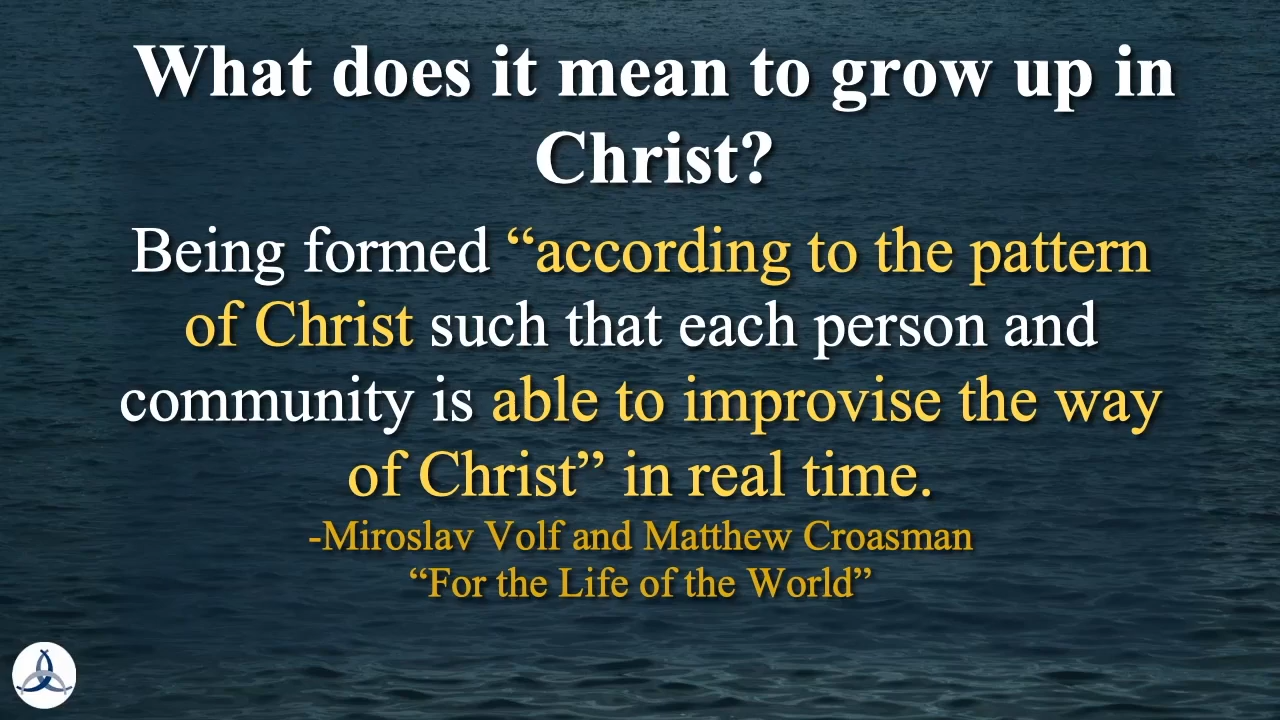 What does it mean to grow up in
Christ?
Being formed “according to the pattern
of Christ such that each person and
community is able to improvise the way
of Christ” in real time.
-Miroslav Volf and Matthew Croasman
“For the Life of the World”